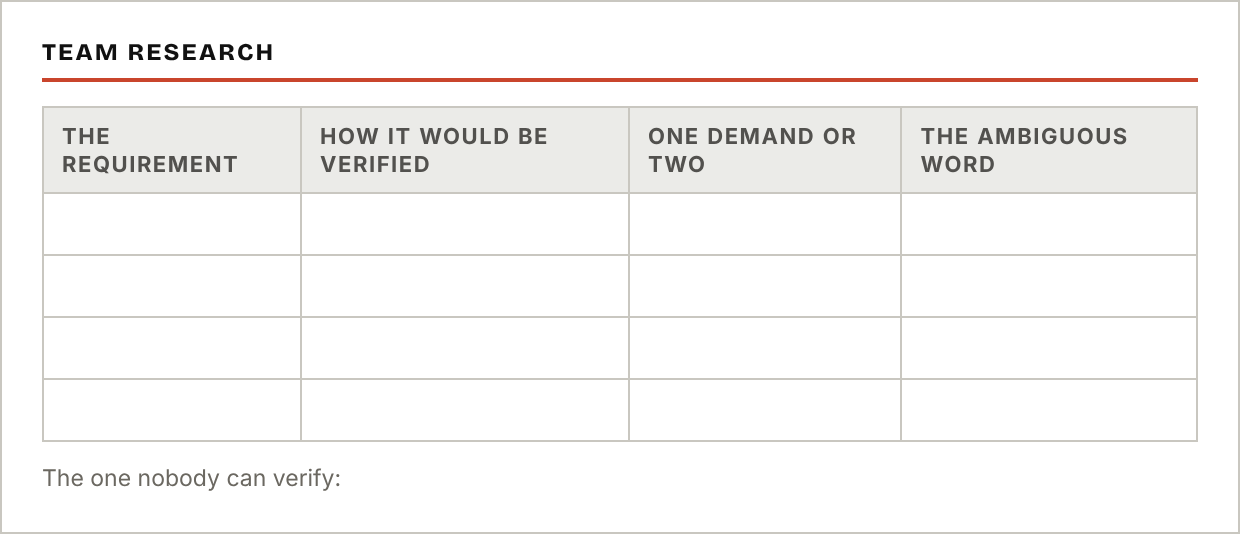 TEAM RESEARCH
THE
REQUIREMENT
HOW IT WOULD BE
VERIFIED
ONE DEMAND OR
TWO
THE AMBIGUOUS
WORD
The one nobody can verify: